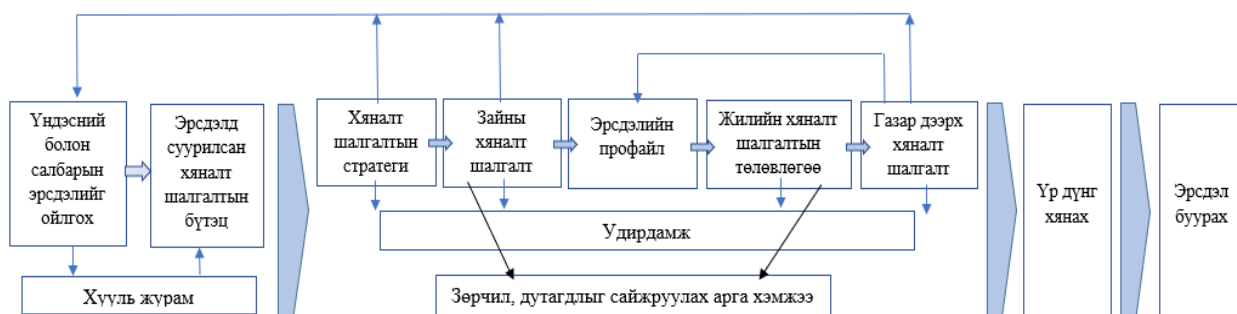 Үндэсний
болон
салбарын
эрсдэлийг
ойлгох
Эрсдэлд
суурилсан
хяналт
шалгалтын
бүтэц
Хууль журам
Хяналт
шалгалтын
стратеги
Зайны
хяналт
шалгалт
Эрсдэлийн
профайл
Жилийн хяналт
шалгалтын
төлөвлөгөө
Газар дээрх
хяналт
шалгалт
Удирдамж
Зөрчил, дутагдлыг сайжруулах арга хэмжээ
Үр дүнг
хянах
Эрсдэл
буурах